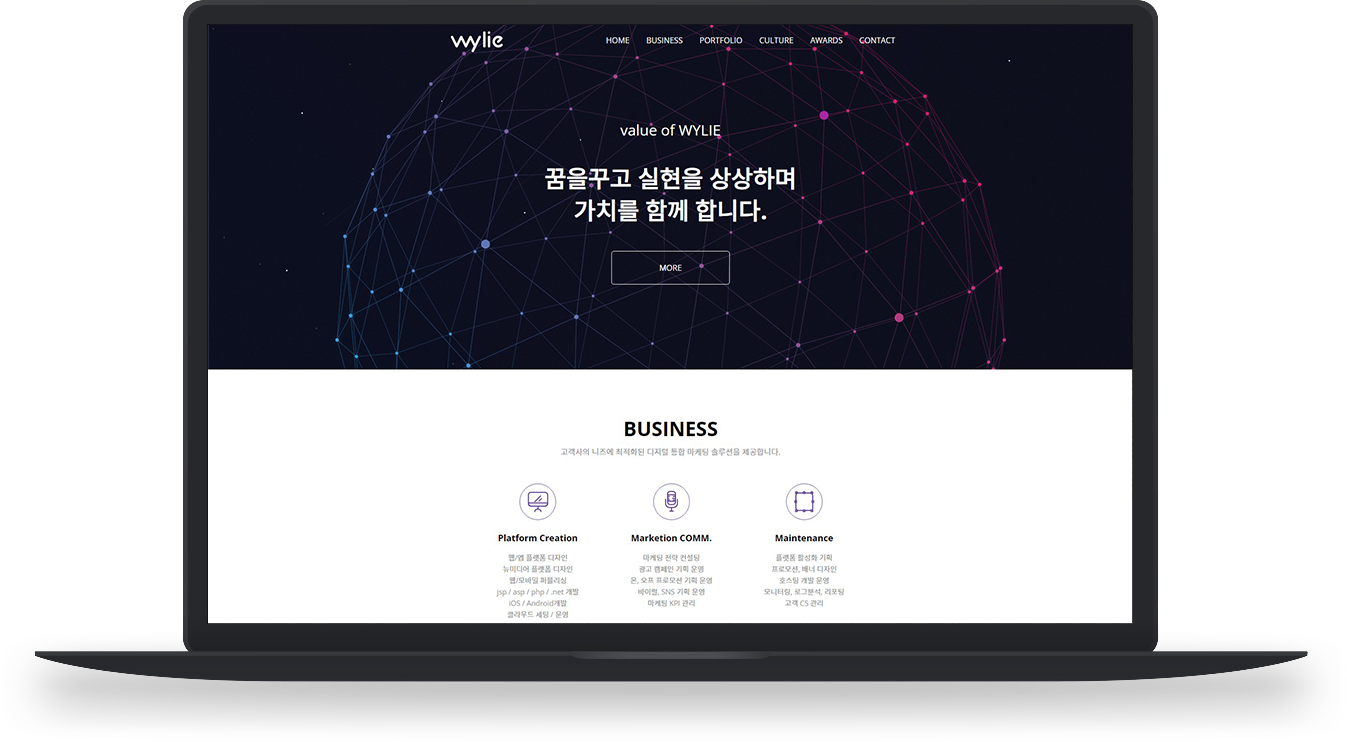 wylie
HOME BUSINESS PORTFOLIO CULTURE AWARDS CONTACT
value of WYLIE
꿈을꾸고 실현을 상상하며
가치를 함께 합니다.
MORE
BUSINESS
고객사의 니즈에 최적화된 디지털 통합 마케팅 솔루션을 제공합니다.
Platform Creation
웹/앱 플랫폼 디자인
뉴미디어 플랫폼 디자인
웹/모바일 퍼블리싱
jsp / asp / php / .net 개발
iOS / Android개발
클라우드 세팅 / 운영
Marketion COMM.
마케팅 전략 컨설팅
광고 캠페인 기획 운영
온, 오프 프로모션 기획 운영
바이럴, SNS 기획 운영
마케팅 KPI 관리
Maintenance
플랫폼 활성화 기획
프로모션, 배너 디자인
호스팅 개발 운영
모니터링, 로그분석, 리포팅
고객 CS 관리